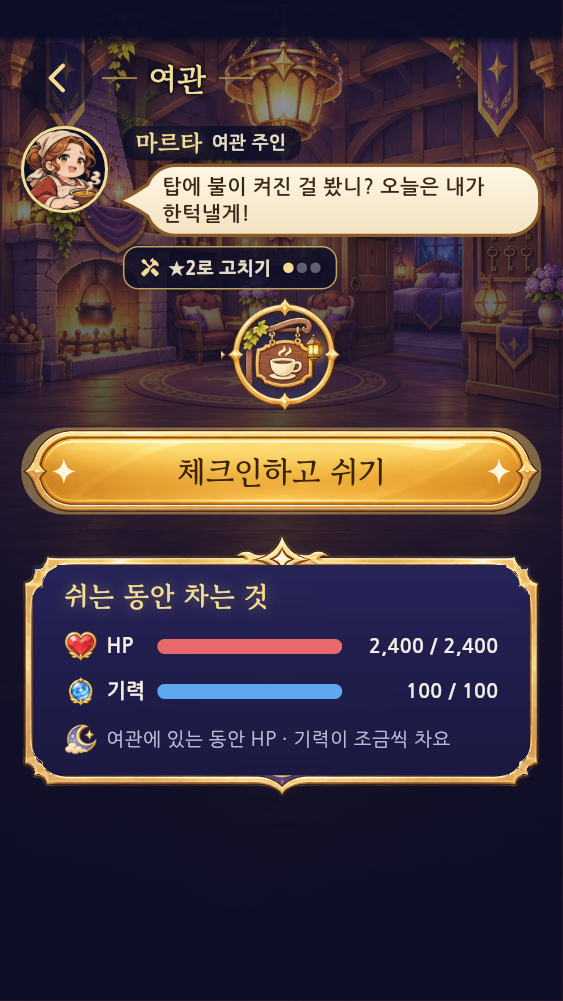 여관
마르타 여관 주인
탑에 불이 켜진 걸 봤니? 오늘은 내가
한턱낼게!
★2로 고치기
체크인하고 쉬기
쉬는 동안 차는 것
HP 2,400 / 2,400
기력 100 / 100
여관에 있는 동안 HP · 기력이 조금씩 차요